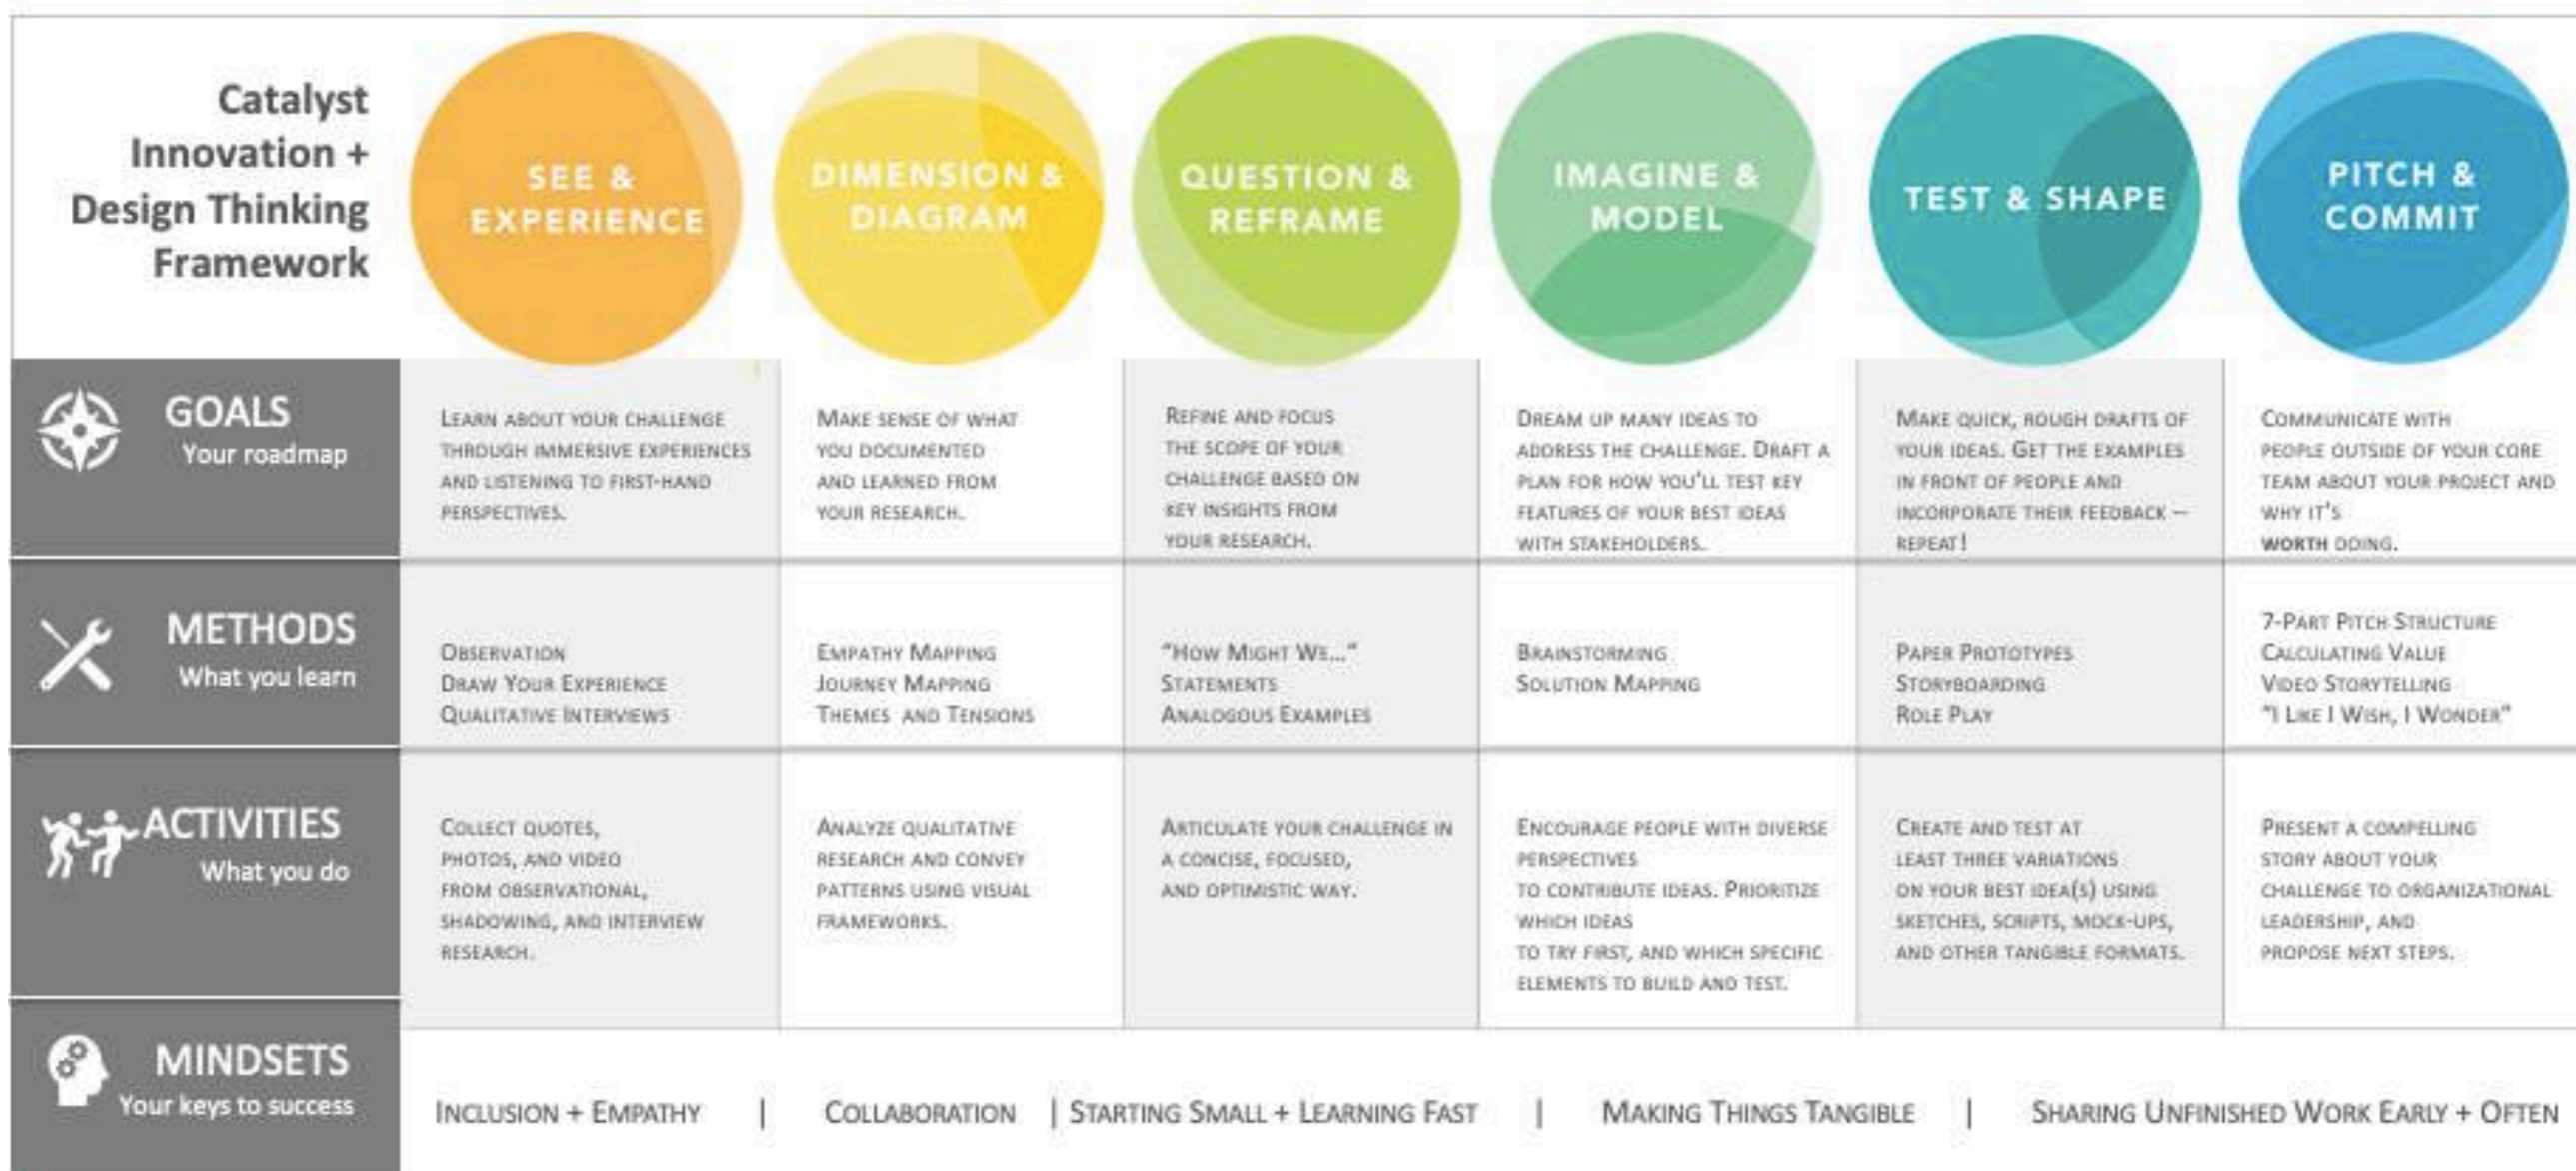 Catalyst
Innovation +
Design Thinking
Framework
SEE &
EXPERIENCE
DIMENSION &
DIAGRAM
QUESTION &
REFRAME
IMAGINE &
MODEL
TEST & SHAPE
PITCH &
COMMIT
GOALS
Your roadmap
LEARN ABOUT YOUR CHALLENGE
THROUGH IMMERSIVE EXPERIENCES
AND LISTENING TO FIRST-HAND
PERSPECTIVES.
MAKE SENSE OF WHAT
YOU DOCUMENTED
AND LEARNED FROM
YOUR RESEARCH.
REFINE AND FOCUS
THE SCOPE OF YOUR
CHALLENGE BASED ON
KEY INSIGHTS FROM
YOUR RESEARCH.
DREAM UP MANY IDEAS TO
ADDRESS THE CHALLENGE. DRAFT A
PLAN FOR HOW YOU'LL TEST KEY
FEATURES OF YOUR BEST IDEAS
WITH STAKEHOLDERS.
MAKE QUICK, ROUGH DRAFTS OF
YOUR IDEAS. GET THE EXAMPLES
IN FRONT OF PEOPLE AND
INCORPORATE THEIR FEEDBACK –
REPEAT!
COMMUNICATE WITH
PEOPLE OUTSIDE OF YOUR CORE
TEAM ABOUT YOUR PROJECT AND
WHY IT'S
WORTH DOING.
METHODS
What you learn
OBSERVATION
DRAW YOUR EXPERIENCE
QUALITATIVE INTERVIEWS
EMPATHY MAPPING
JOURNEY MAPPING
THEMES AND TENSIONS
"HOW MIGHT WE..."
STATEMENTS
ANALOGOUS EXAMPLES
BRAINSTORMING
SOLUTION MAPPING
PAPER PROTOTYPES
STORYBOARDING
ROLE PLAY
7-PART PITCH STRUCTURE
CALCULATING VALUE
VIDEO STORYTELLING
"I LIKE I WISH, I WONDER"
ACTIVITIES
What you do
COLLECT QUOTES,
PHOTOS, AND VIDEO
FROM OBSERVATIONAL,
SHADOWING, AND INTERVIEW
RESEARCH.
ANALYZE QUALITATIVE
RESEARCH AND CONVEY
PATTERNS USING VISUAL
FRAMEWORKS.
ARTICULATE YOUR CHALLENGE IN
A CONCISE, FOCUSED,
AND OPTIMISTIC WAY.
ENCOURAGE PEOPLE WITH DIVERSE
PERSPECTIVES
TO CONTRIBUTE IDEAS. PRIORITIZE
WHICH IDEAS
TO TRY FIRST, AND WHICH SPECIFIC
ELEMENTS TO BUILD AND TEST.
CREATE AND TEST AT
LEAST THREE VARIATIONS
ON YOUR BEST IDEA(S) USING
SKETCHES, SCRIPTS, MOCK-UPS,
AND OTHER TANGIBLE FORMATS.
PRESENT A COMPELLING
STORY ABOUT YOUR
CHALLENGE TO ORGANIZATIONAL
LEADERSHIP, AND
PROPOSE NEXT STEPS.
MINDSETS
Your keys to success
INCLUSION + EMPATHY | COLLABORATION | STARTING SMALL + LEARNING FAST | MAKING THINGS TANGIBLE | SHARING UNFINISHED WORK EARLY + OFTEN